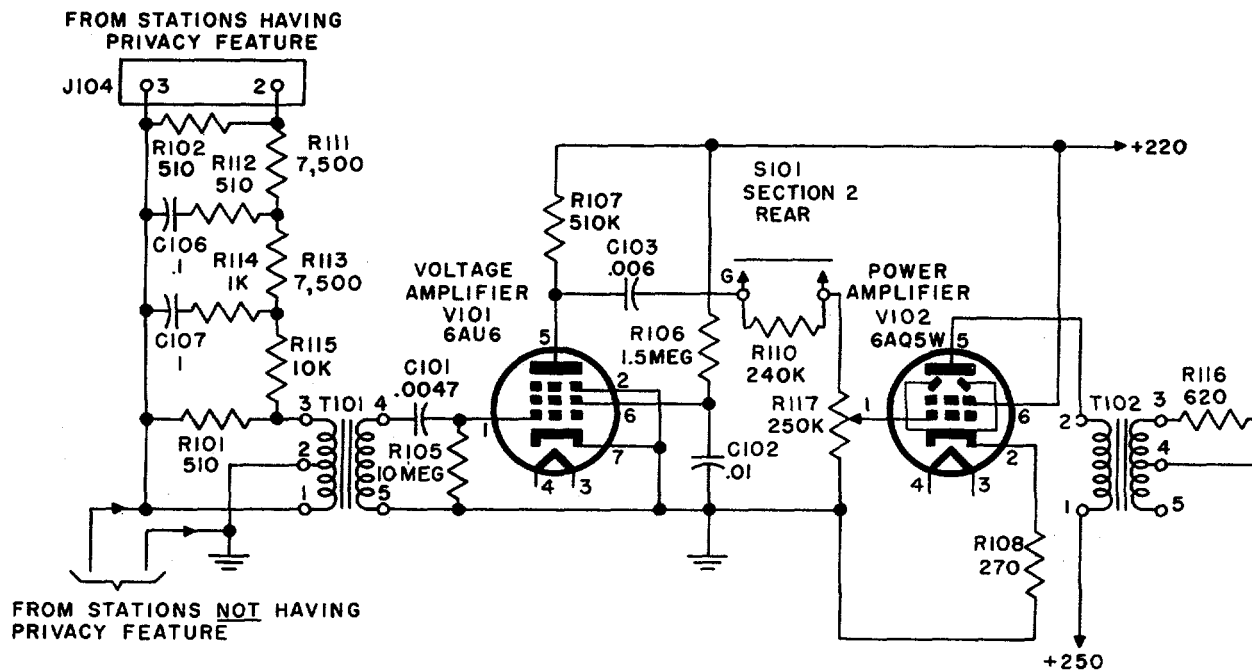 FROM STATIONS HAVING
PRIVACY FEATURE
J104
3
2
R102
510
R112
510
R111
7,500
C106
.1
R114
1K
R113
7,500
C107
1
R115
10K
R101
510
3
2
1
T101
4
5
C101
.0047
R105
10 MEG
VOLTAGE
AMPLIFIER
V101
6AU6
5
1
2
6
7
4
3
R107
510K
C103
.006
R106
1.5MEG
C102
.01
S101
SECTION 2
REAR
G
R110
240K
R117
250K
+220
POWER
AMPLIFIER
V102
6AQ5W
5
1
6
2
4
3
R108
270
2
1
T102
3
4
5
R116
620
+250
FROM STATIONS NOT HAVING
PRIVACY FEATURE